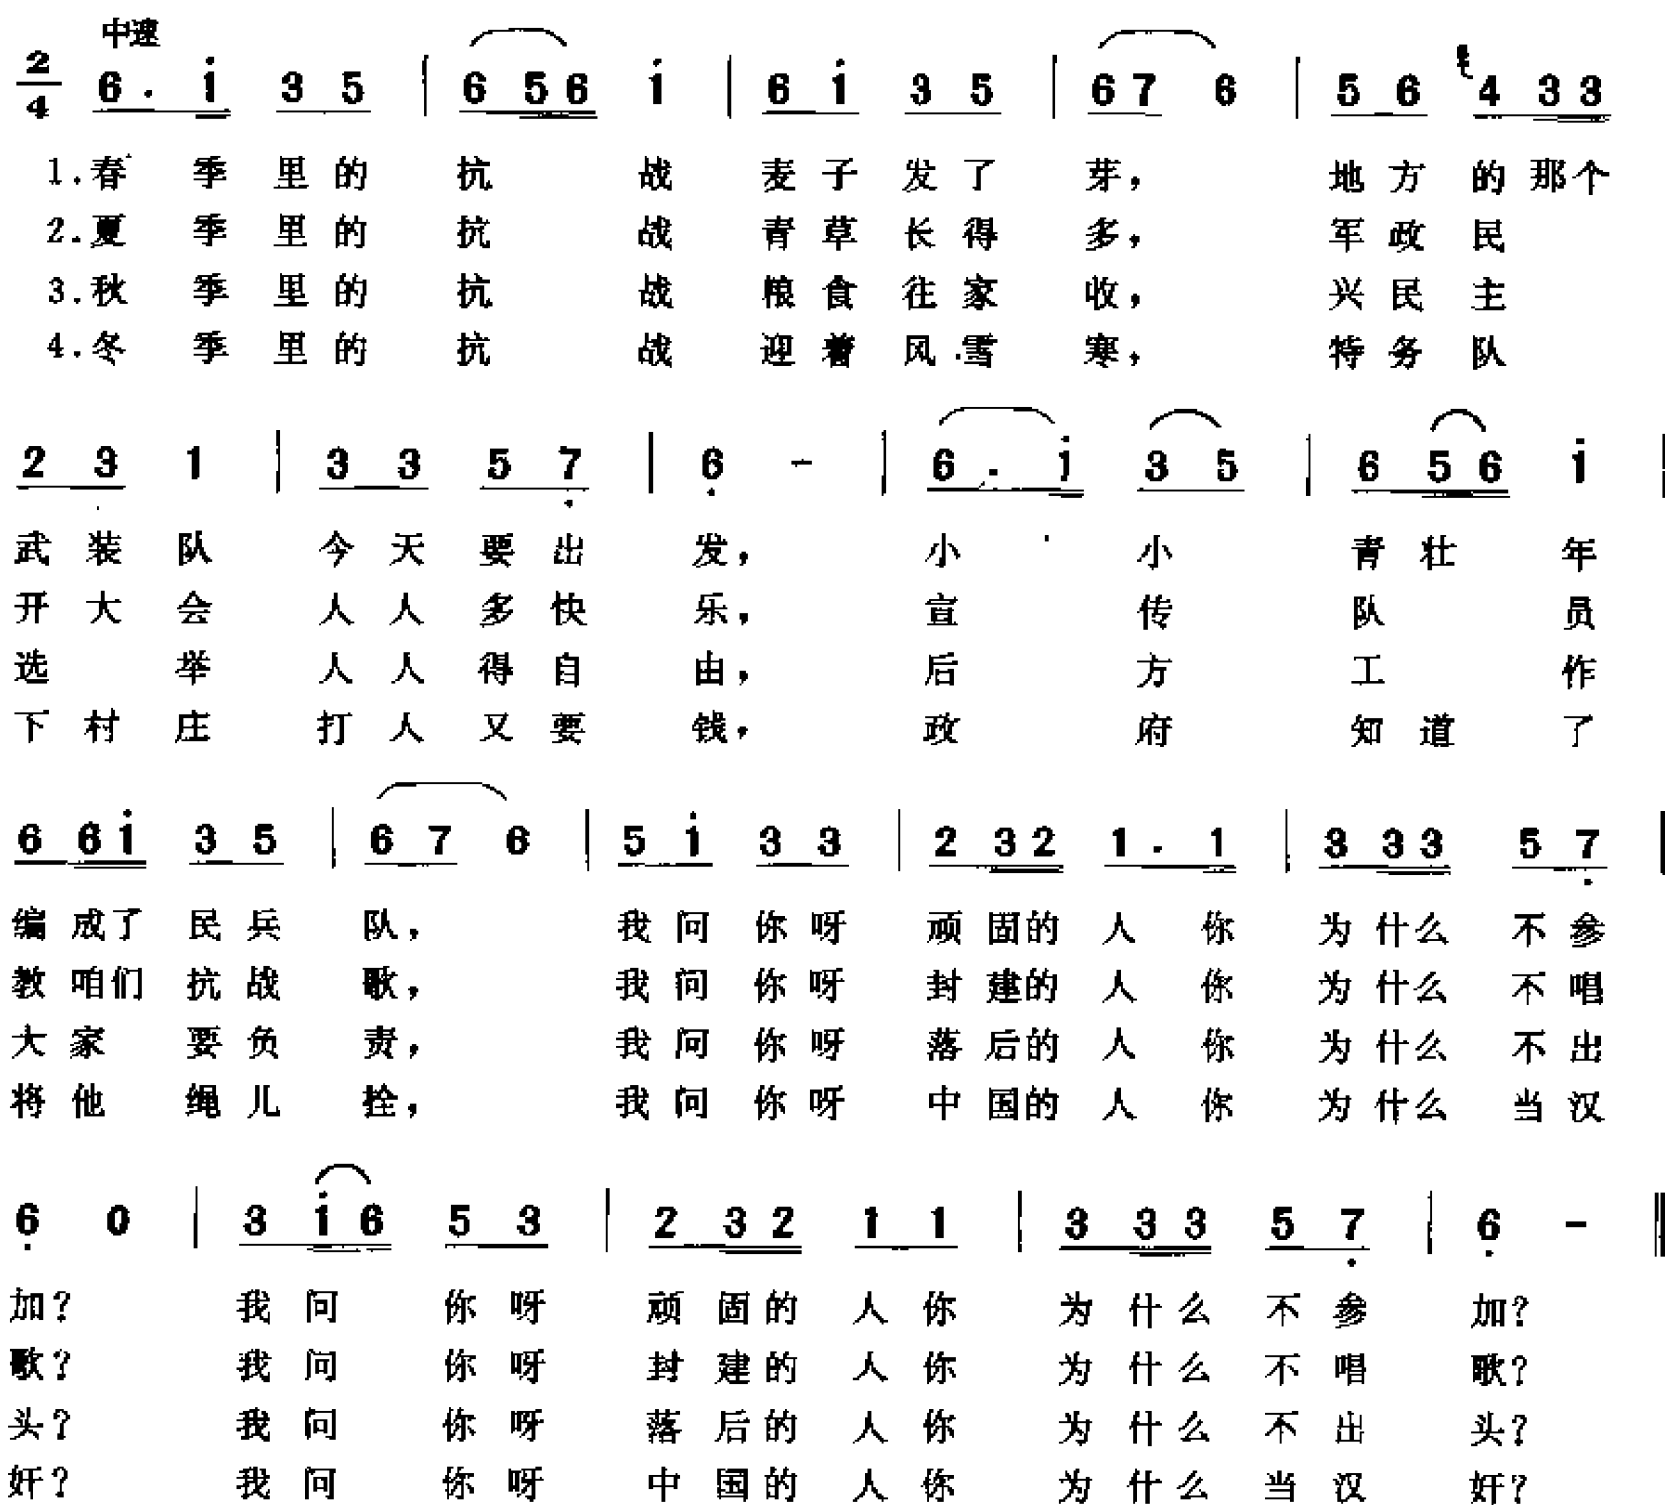 中速
2/4 6. i 3 5 | 6 56 i | 6 i 3 5 | 67 6 | 5 6 4 33
1.春 季 里 的 抗 战 麦 子 发 了 芽， 地 方 的 那个
2.夏 季 里 的 抗 战 青 草 长 得 多， 军 政 民
3.秋 季 里 的 抗 战 粮 食 往 家 收， 兴 民 主
4.冬 季 里 的 抗 战 迎 着 风 雪 寒， 特 务 队
2 3 1 | 3 3 5 7̣ | 6̣ - | 6. i 3 5 | 6 56 i |
武 装 队 今 天 要 出 发， 小 小 青 壮 年
开 大 会 人 人 多 快 乐， 宣 传 队 员
选 举 人 人 得 自 由， 后 方 工 作
下 村 庄 打 人 又 要 钱， 政 府 知 道 了
6 6i 3 5 | 6 7 6 | 5 i 3 3 | 2 32 1. 1 | 3 33 5 7̣ |
编 成了 民 兵 队， 我 问 你 呀 顽 固的 人 你 为 什么 不 参
教 咱们 抗 战 歌， 我 问 你 呀 封 建的 人 你 为 什么 不 唱
大 家 要 负 责， 我 问 你 呀 落 后的 人 你 为 什么 不 出
将 他 绳 儿 拴， 我 问 你 呀 中 国的 人 你 为 什么 当 汉
6̣ 0 | 3 i6 5 3 | 2 32 1 1 | 3 33 5 7̣ | 6̣ - ‖
加？ 我 问 你 呀 顽 固 的 人 你 为 什 么 不 参 加？
歌？ 我 问 你 呀 封 建 的 人 你 为 什 么 不 唱 歌？
头？ 我 问 你 呀 落 后 的 人 你 为 什 么 不 出 头？
奸？ 我 问 你 呀 中 国 的 人 你 为 什 么 当 汉 奸？